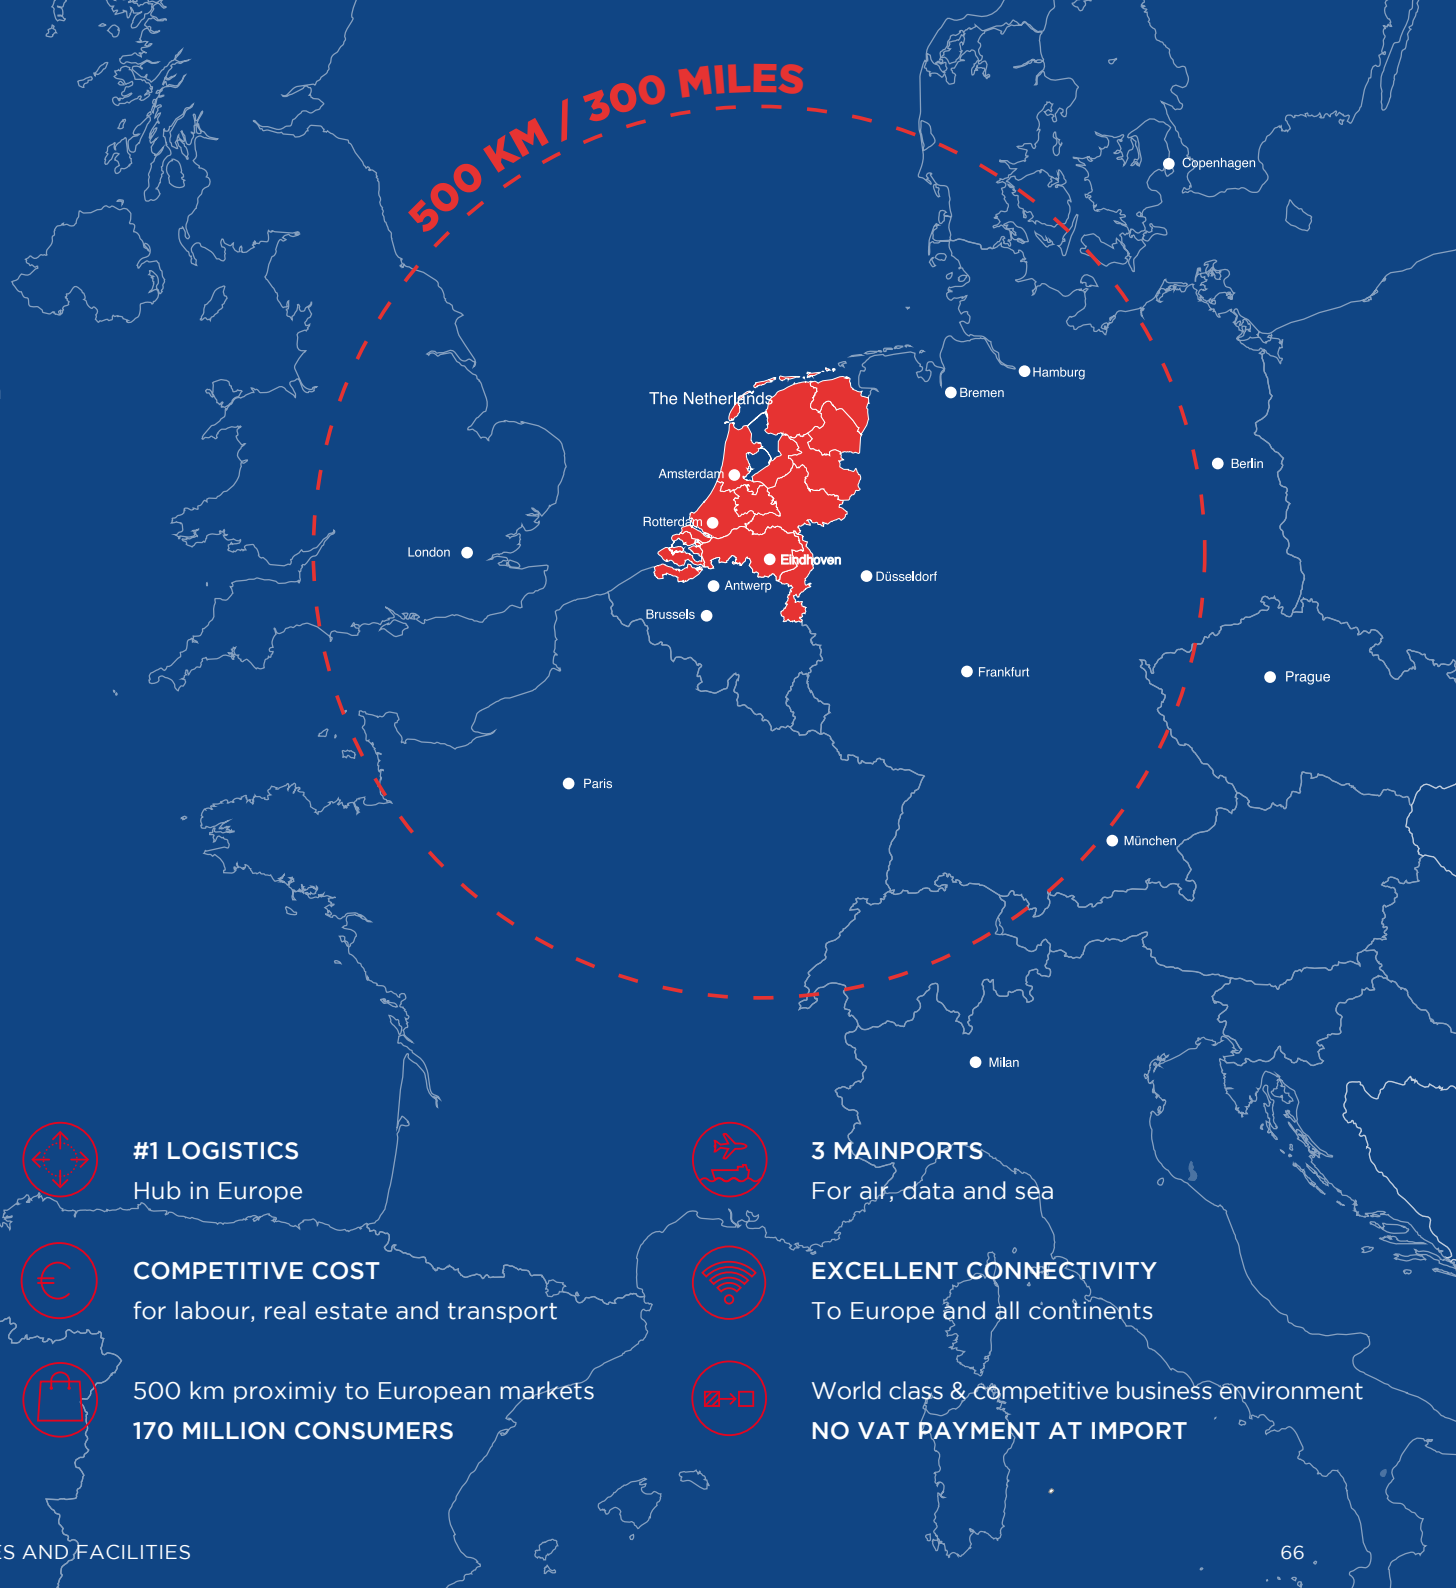 500 KM / 300 MILES
Copenhagen
Hamburg
Bremen
The Netherlands
Berlin
Amsterdam
Rotterdam
London
Eindhoven
Düsseldorf
Antwerp
Brussels
Frankfurt
Prague
Paris
München
Milan
#1 LOGISTICS
Hub in Europe
3 MAINPORTS
For air, data and sea
COMPETITIVE COST
for labour, real estate and transport
EXCELLENT CONNECTIVITY
To Europe and all continents
500 km proximiy to European markets
170 MILLION CONSUMERS
World class & competitive business environment
NO VAT PAYMENT AT IMPORT
ES AND FACILITIES
66